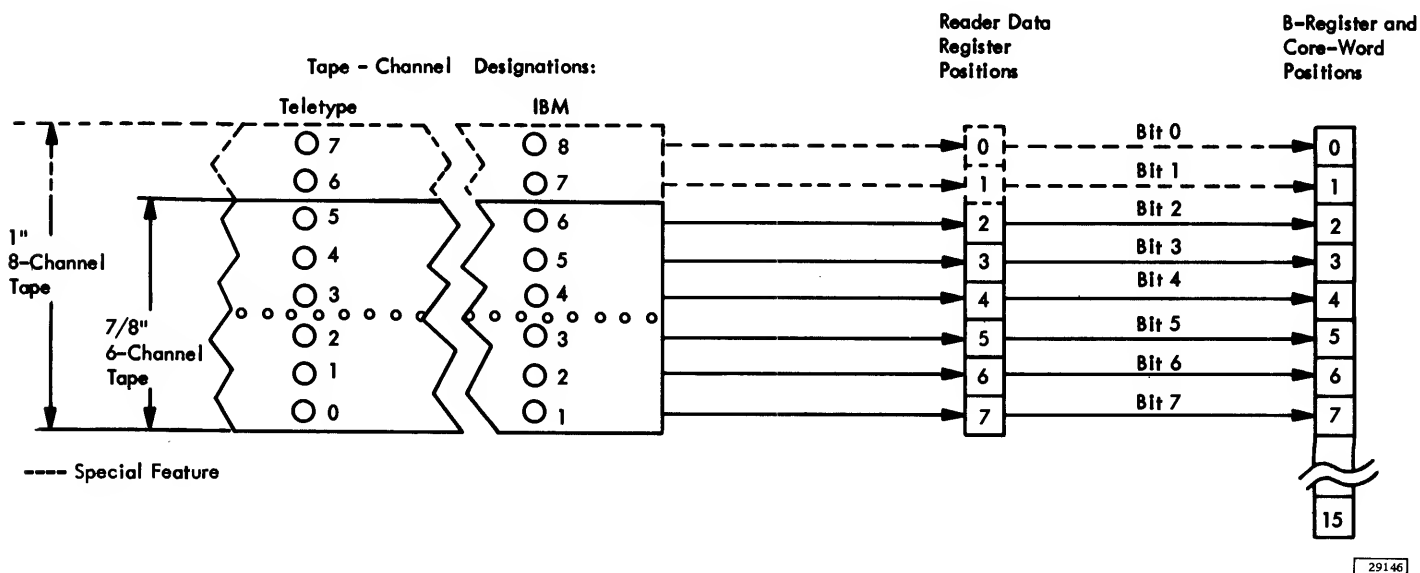 Tape - Channel Designations:
Teletype
IBM
Reader Data
Register
Positions
B-Register and
Core-Word
Positions
7
8
0
Bit 0
0
6
7
1
Bit 1
1
5
6
2
Bit 2
2
4
5
3
Bit 3
3
3
4
4
Bit 4
4
2
3
5
Bit 5
5
1
2
6
Bit 6
6
0
1
7
Bit 7
7
15
1"
8-Channel
Tape
7/8"
6-Channel
Tape
---- Special Feature
29146